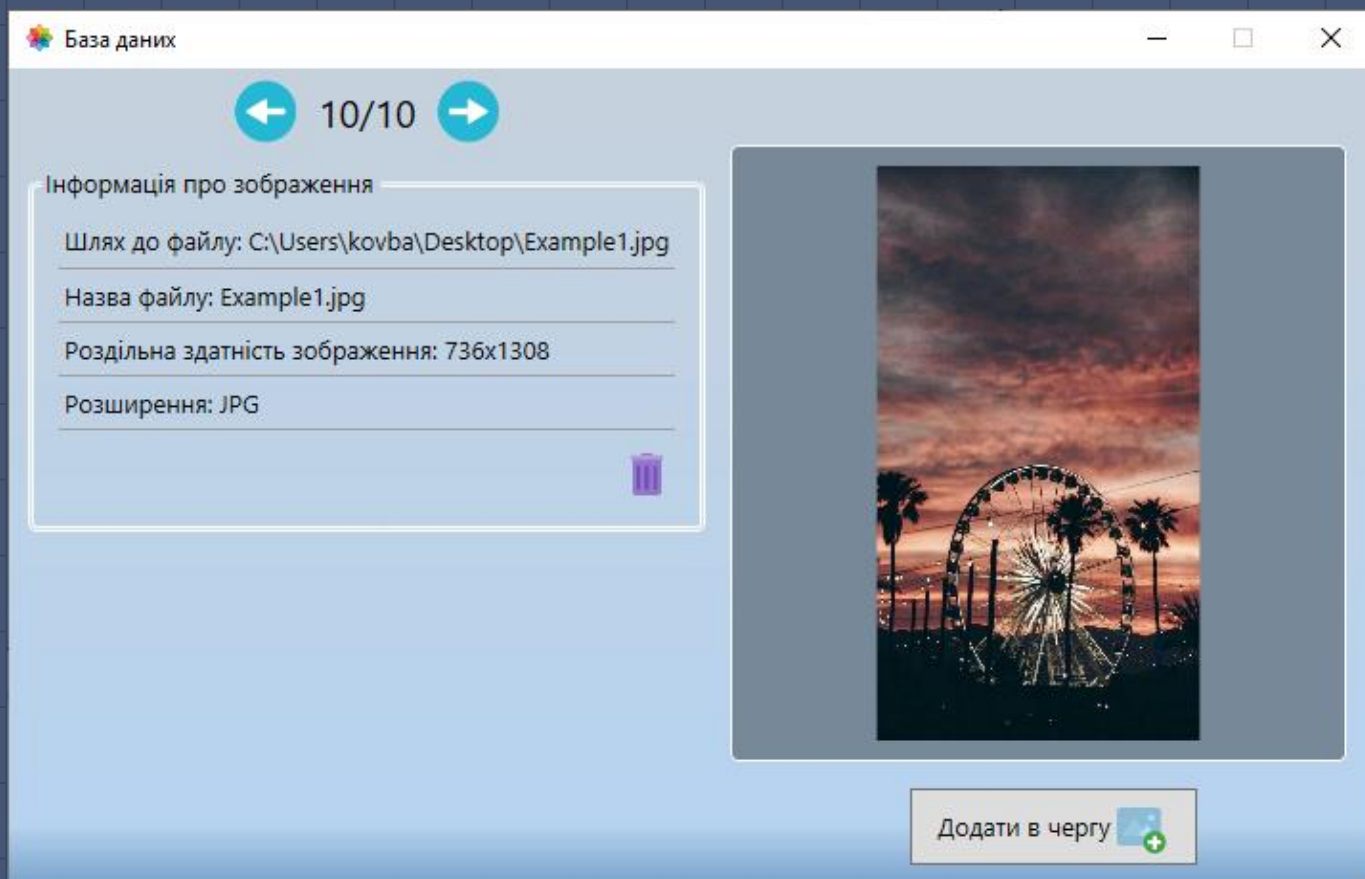 База даних
10/10
Інформація про зображення
Шлях до файлу: C:\Users\kovba\Desktop\Example1.jpg
Назва файлу: Example1.jpg
Роздільна здатність зображення: 736x1308
Розширення: JPG
Додати в чергу